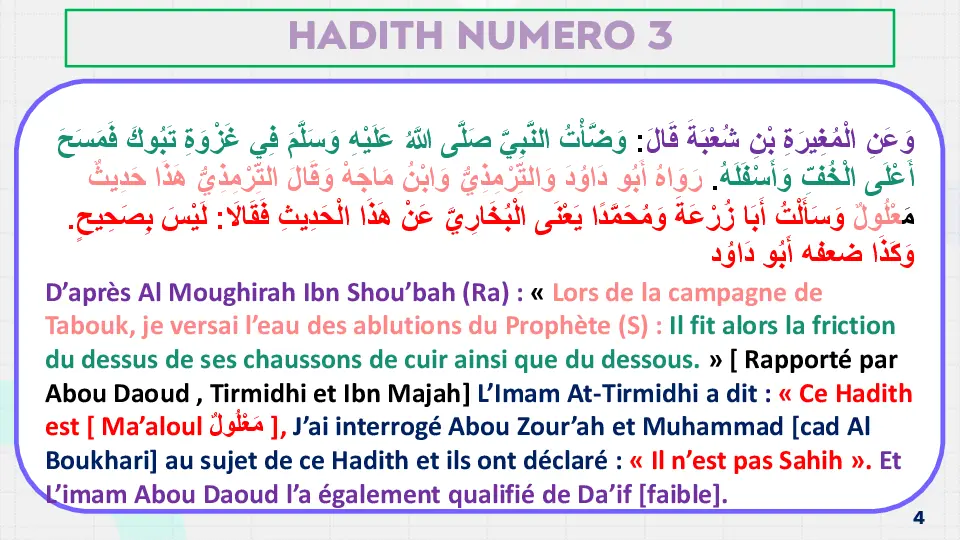 HADITH NUMERO 3
وَعَنِ الْمُغِيرَةِ بْنِ شُعْبَةَ قَالَ: وَضَّأْتُ النَّبِيَّ صَلَّى اللَّهُ عَلَيْهِ وَسَلَّمَ فِي غَزْوَةِ تَبُوكَ فَمَسَحَ
أَعْلَى الْخُفِّ وَأَسْفَلَهُ. رَوَاهُ أَبُو دَاوُدَ وَالتِّرْمِذِيُّ وَابْنُ مَاجَهْ وَقَالَ التِّرْمِذِيُّ هَذَا حَدِيثٌ
مَعْلُولٌ وَسَأَلْتُ أَبَا زُرْعَةَ وَمُحَمَّدًا يَعْنَى الْبُخَارِيَّ عَنْ هَذَا الْحَدِيثِ فَقَالَا: لَيْسَ بِصَحِيحٍ.
وَكَذَا ضعفه أَبُو دَاوُد
D’après Al Moughirah Ibn Shou’bah (Ra) : « Lors de la campagne de
Tabouk, je versai l’eau des ablutions du Prophète (S) : Il fit alors la friction
du dessus de ses chaussons de cuir ainsi que du dessous. » [ Rapporté par
Abou Daoud , Tirmidhi et Ibn Majah] L’Imam At-Tirmidhi a dit : « Ce Hadith
est [ Ma’aloul مَعْلُولٌ ], J’ai interrogé Abou Zour’ah et Muhammad [cad Al
Boukhari] au sujet de ce Hadith et ils ont déclaré : « Il n’est pas Sahih ». Et
L’imam Abou Daoud l’a également qualifié de Da’if [faible].
4